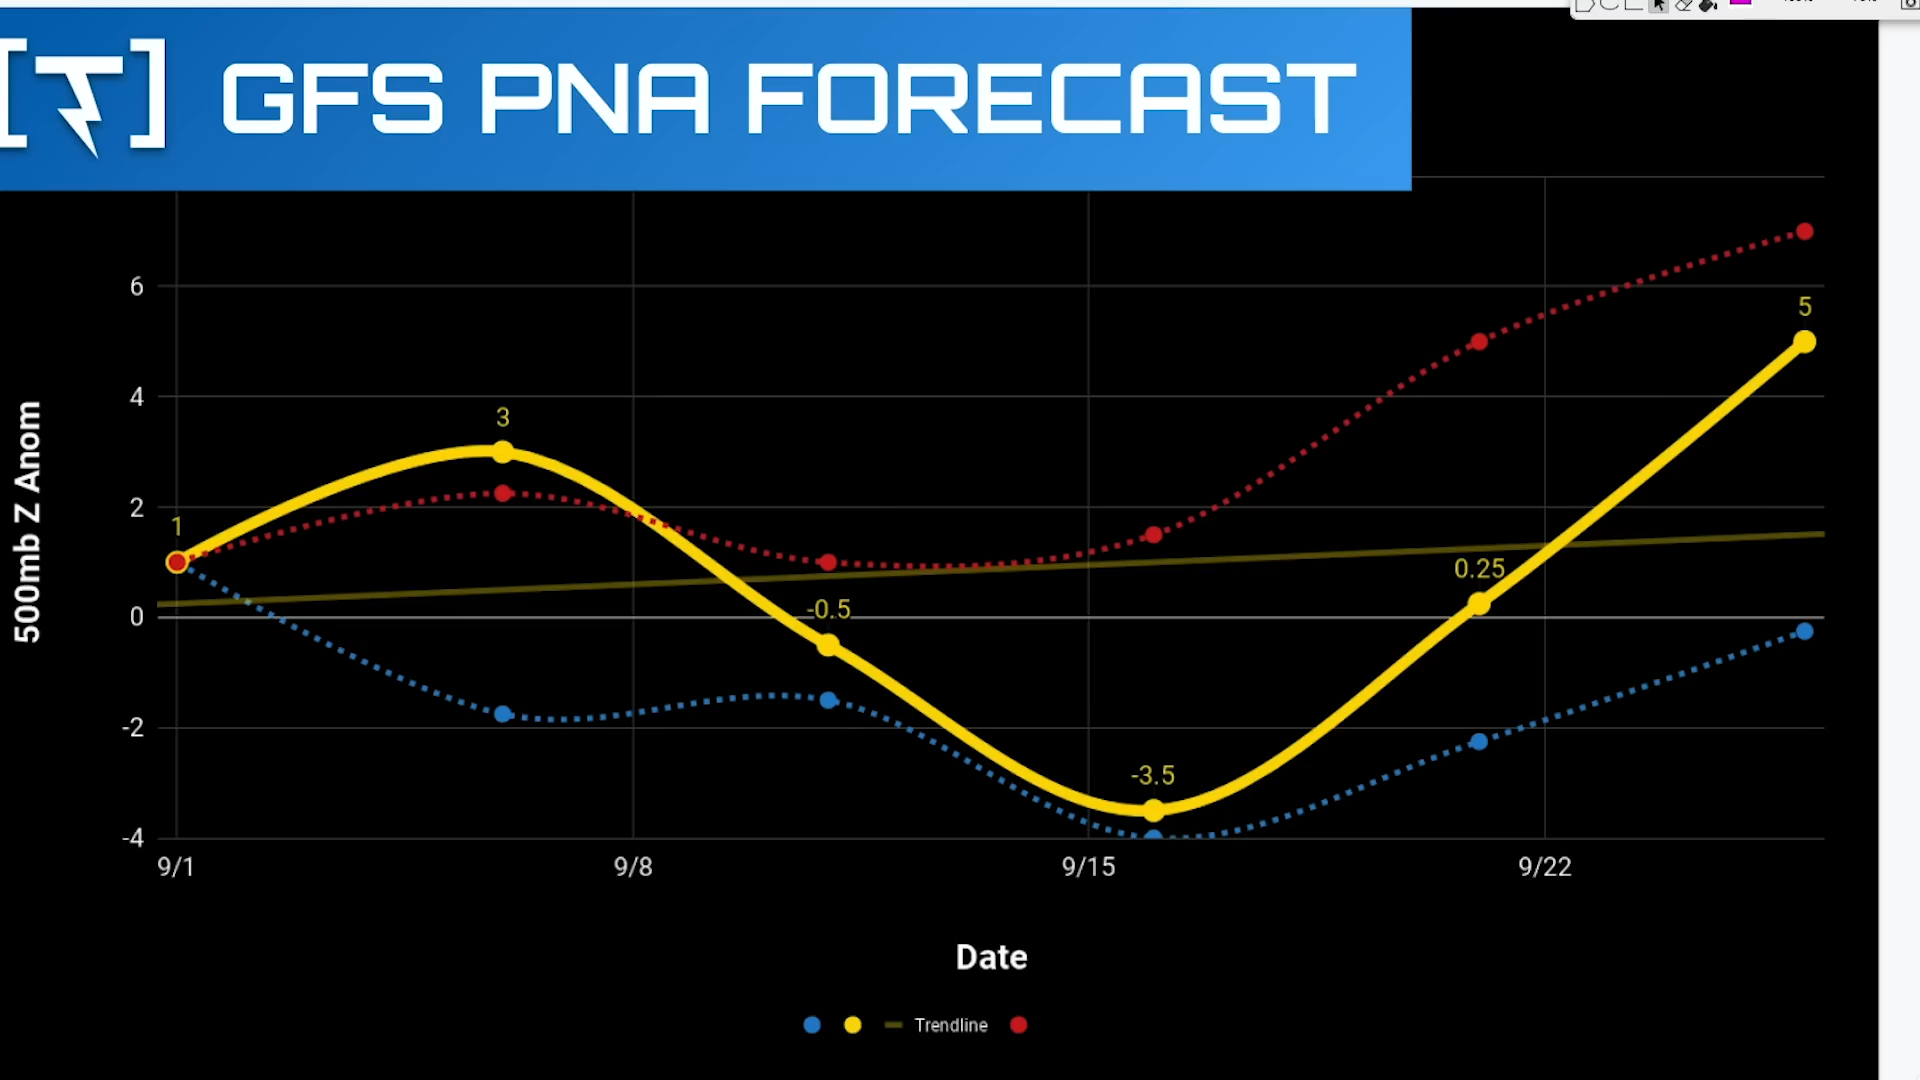 GFS PNA FORECAST
6
5
4
3
2
1
0.25
-0.5
0
-2
-3.5
-4
500mb Z Anom
9/1 9/8 9/15 9/22
Date
Trendline